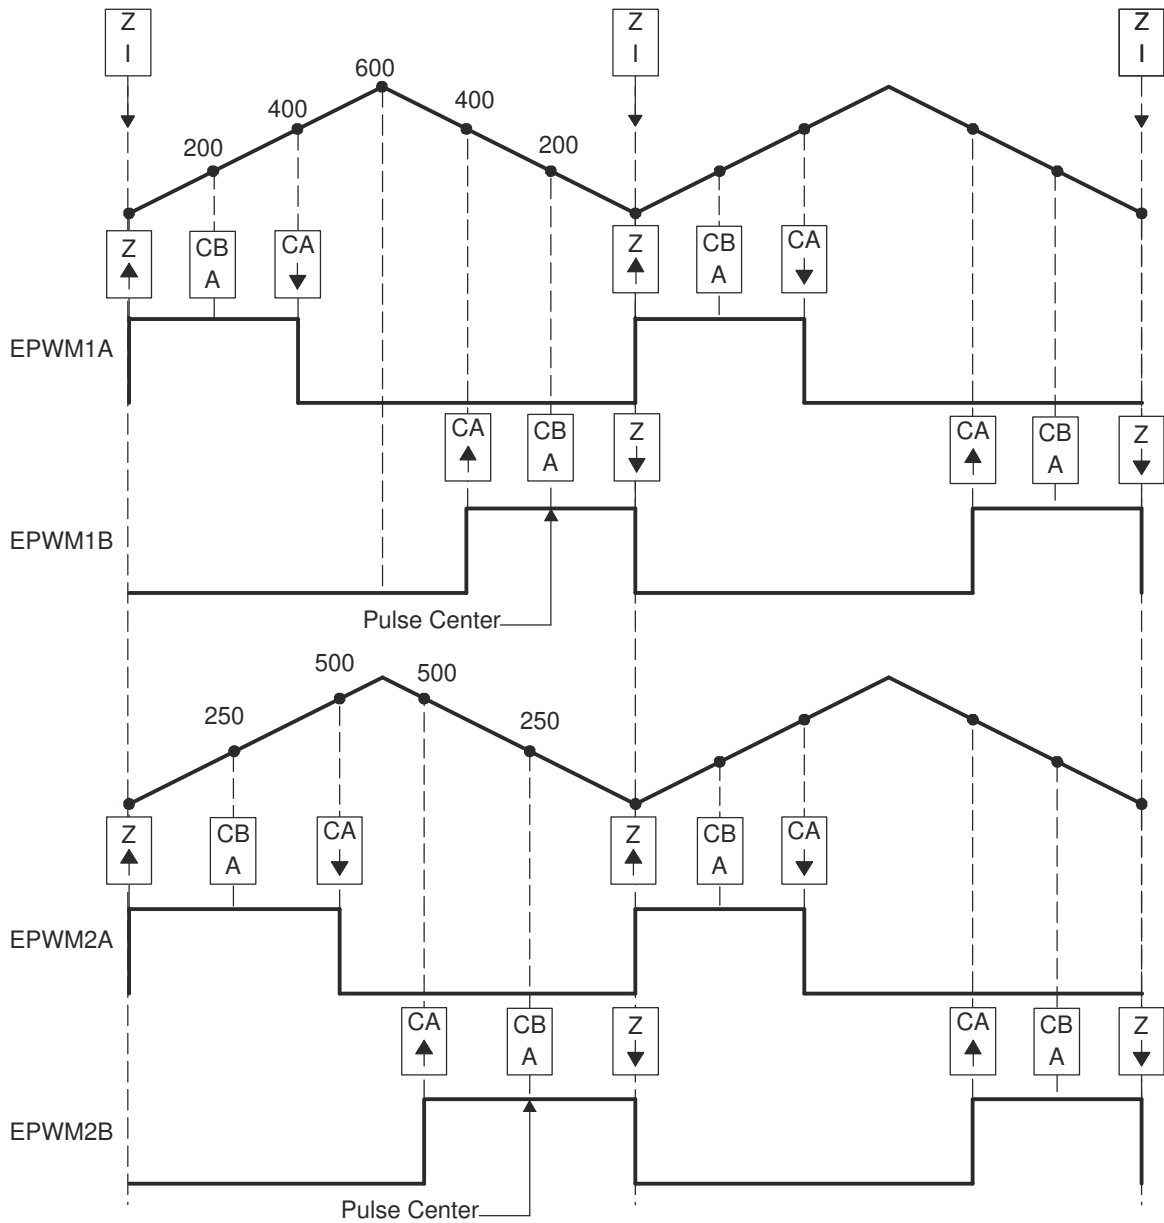 Z Z Z
I I I
600
400 400
200 200
Z CB CA Z CB CA
A A
EPWM1A
CA CB Z CA CB Z
A A
EPWM1B
Pulse Center
500 500
250 250
Z CB CA Z CB CA
A A
EPWM2A
CA CB Z CA CB Z
A A
EPWM2B
Pulse Center